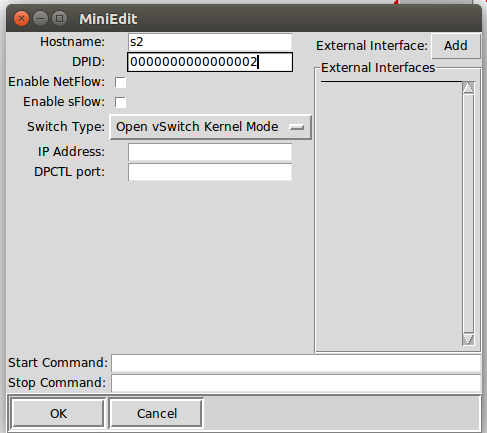 MiniEdit
Hostname: s2
External Interface: Add
DPID: 0000000000000002
External Interfaces
Enable NetFlow:
Enable sFlow:
Switch Type: Open vSwitch Kernel Mode
IP Address:
DPCTL port:
Start Command:
Stop Command:
OK Cancel